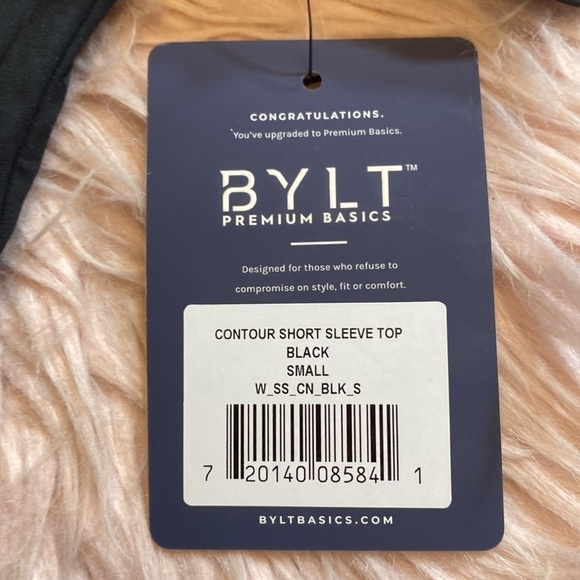 CONGRATULATIONS.
You've upgraded to Premium Basics.
BYLT™
PREMIUM BASICS
Designed for those who refuse to
compromise on style, fit or comfort.
CONTOUR SHORT SLEEVE TOP
BLACK
SMALL
W_SS_CN_BLK_S
7 20140 08584 1
BYLTBASICS.COM